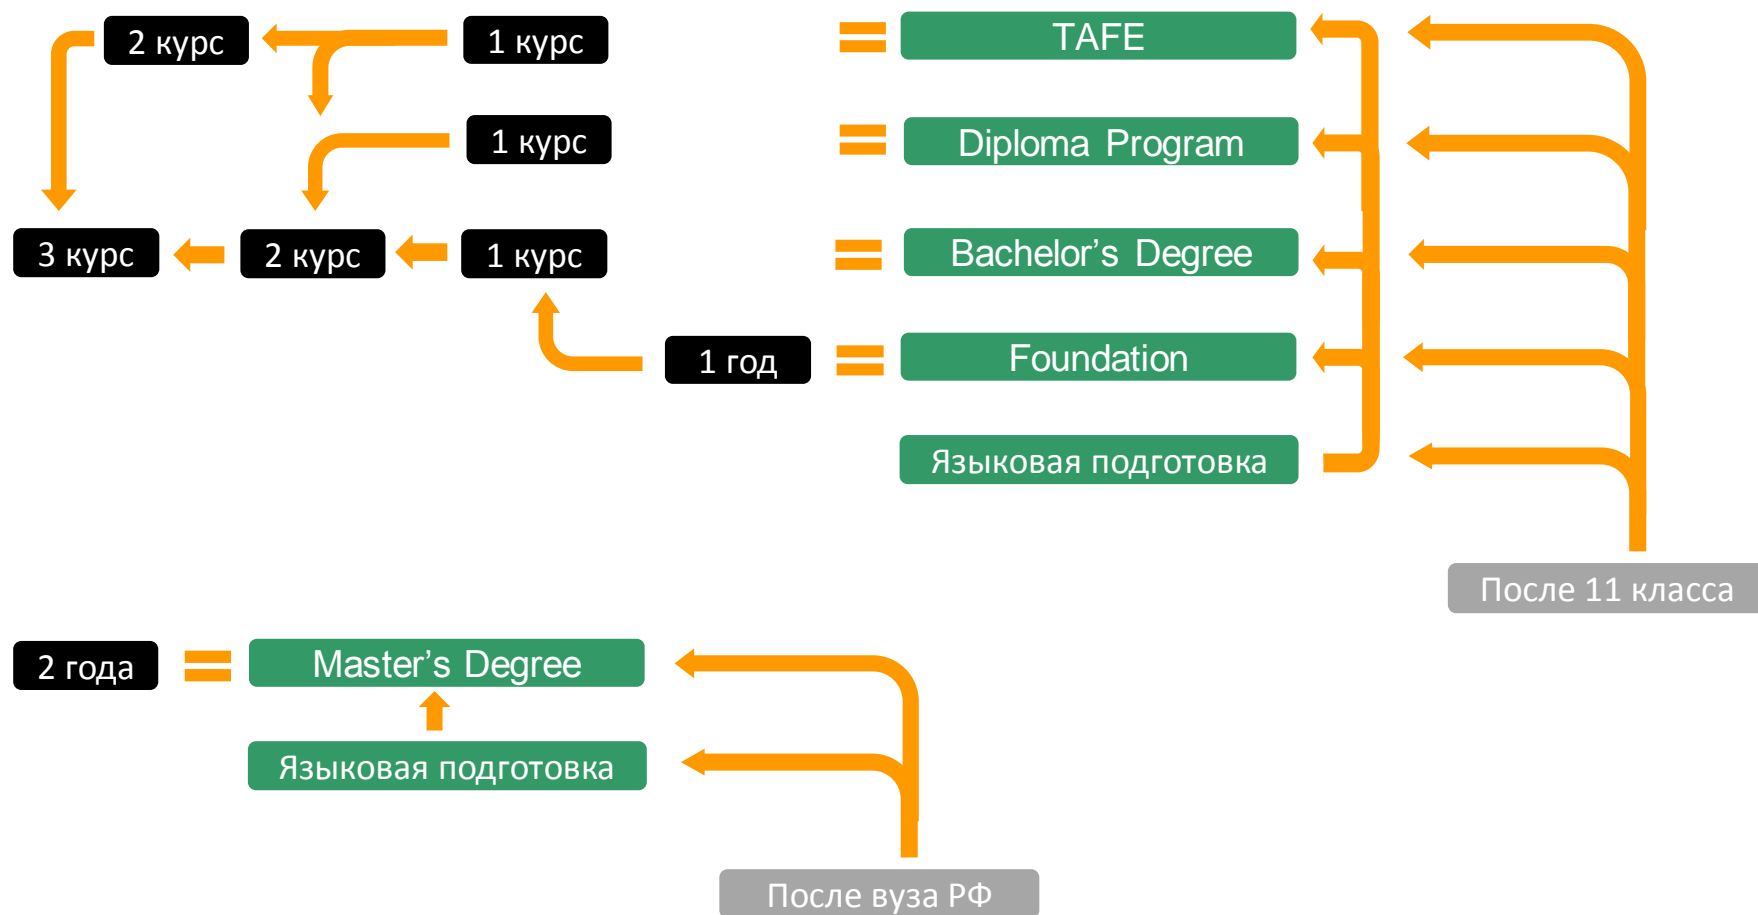 2 курс
1 курс
TAFE
1 курс
Diploma Program
3 курс
2 курс
1 курс
Bachelor’s Degree
1 год
Foundation
Языковая подготовка
После 11 класса
2 года
Master’s Degree
Языковая подготовка
После вуза РФ